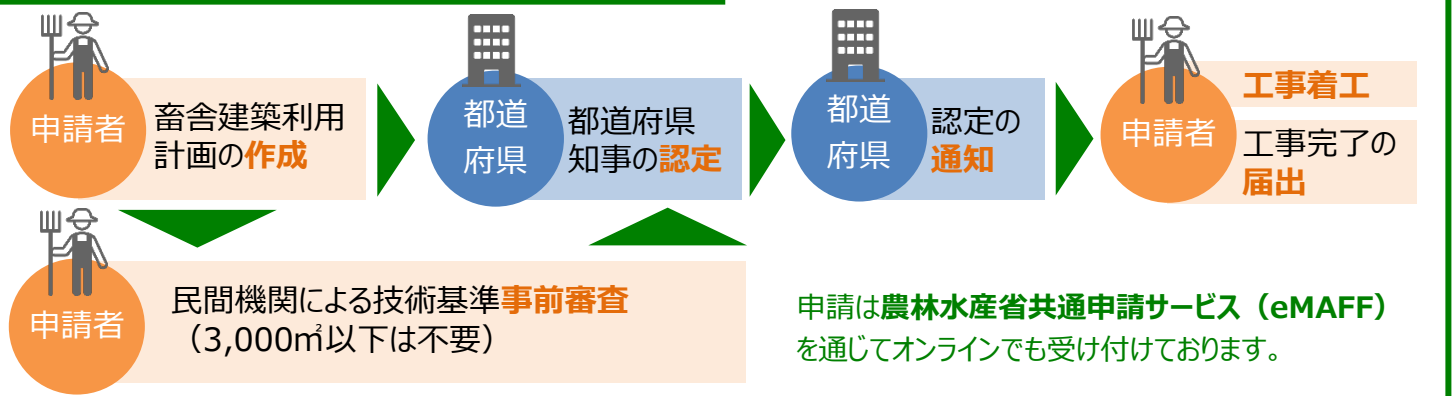 申請者
畜舎建築利用
計画の作成
都道
府県
都道府県
知事の認定
都道
府県
認定の
通知
申請者
工事着工
工事完了の
届出
申請者
民間機関による技術基準事前審査
（3,000㎡以下は不要）
申請は農林水産省共通申請サービス（eMAFF）
を通じてオンラインでも受け付けております。